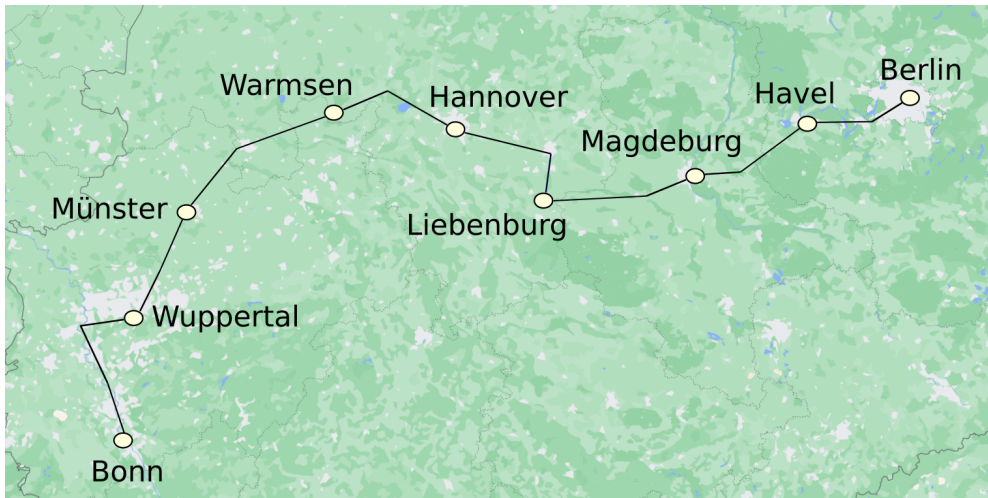 Berlin
Warmsen
Havel
Hannover
Magdeburg
Münster
Liebenburg
Wuppertal
Bonn